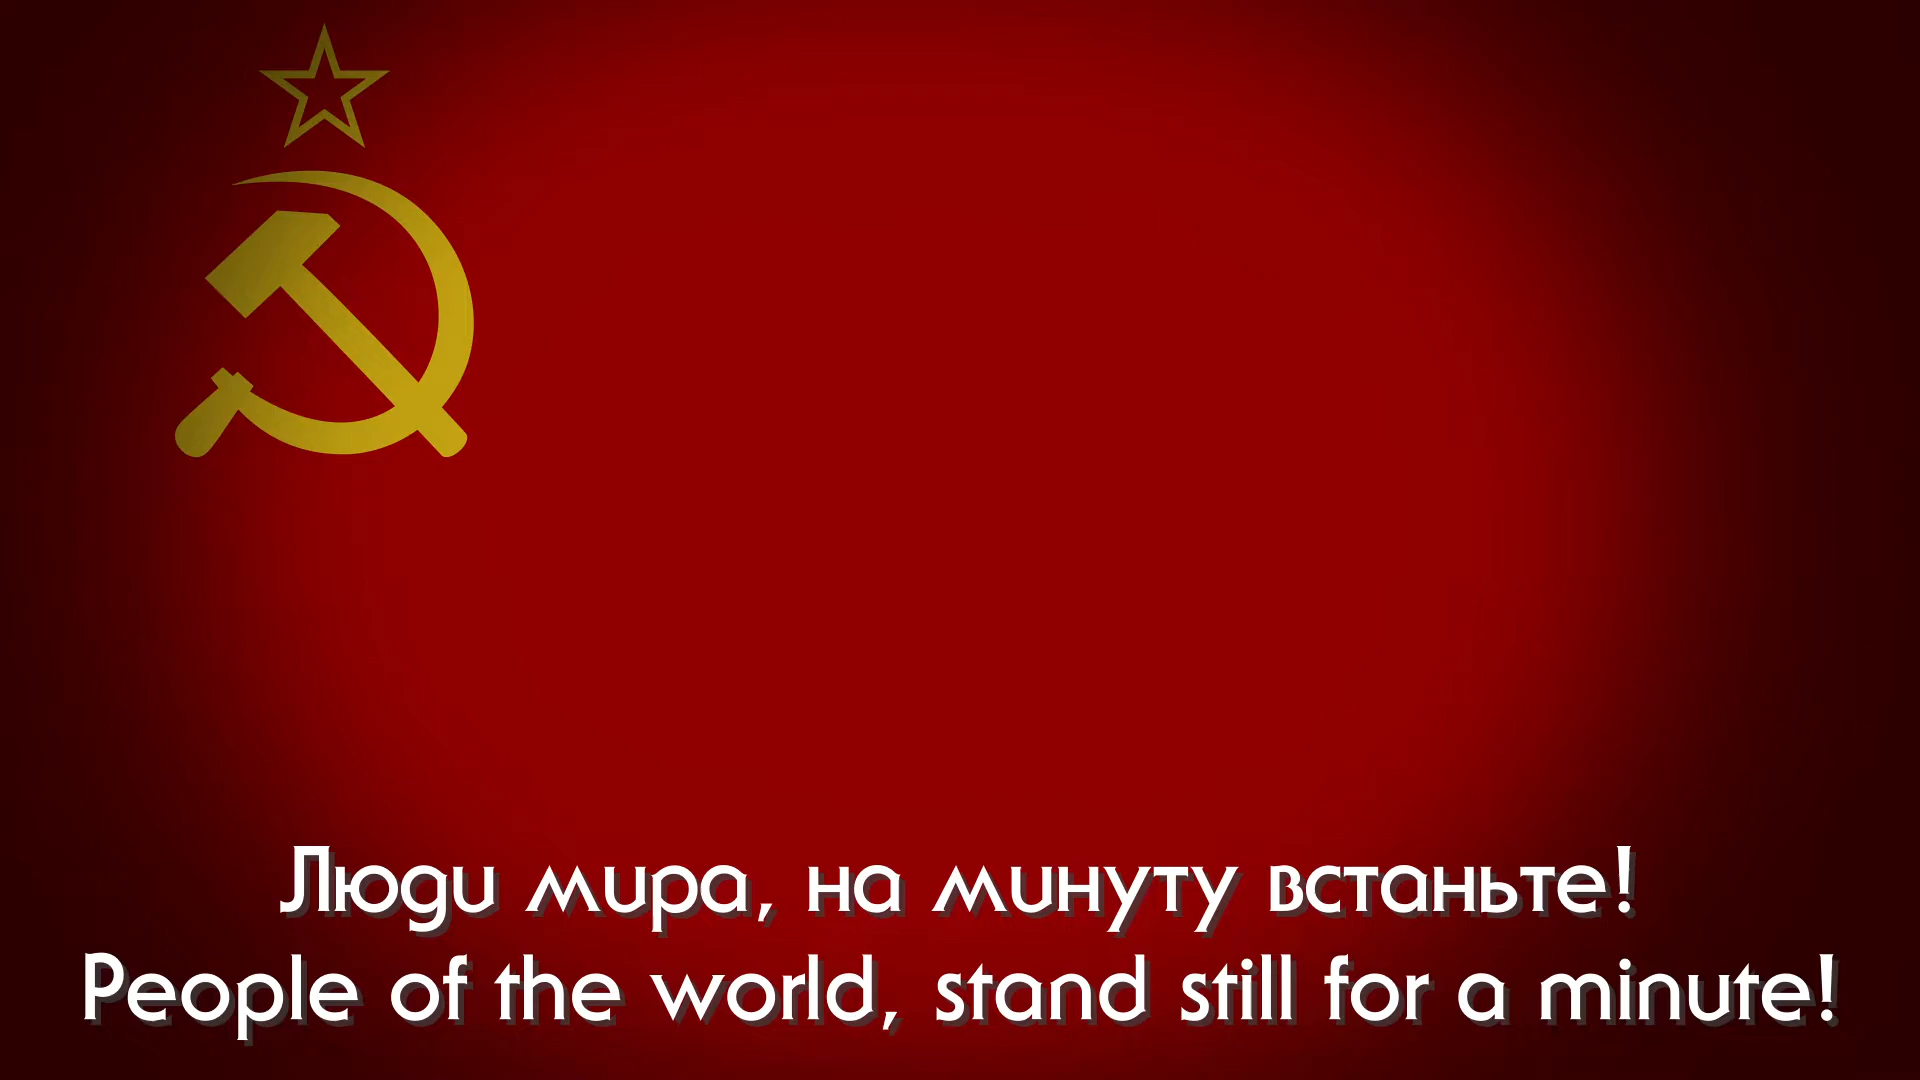 Люди мира, на минуту встаньте!
People of the world, stand still for a minute!